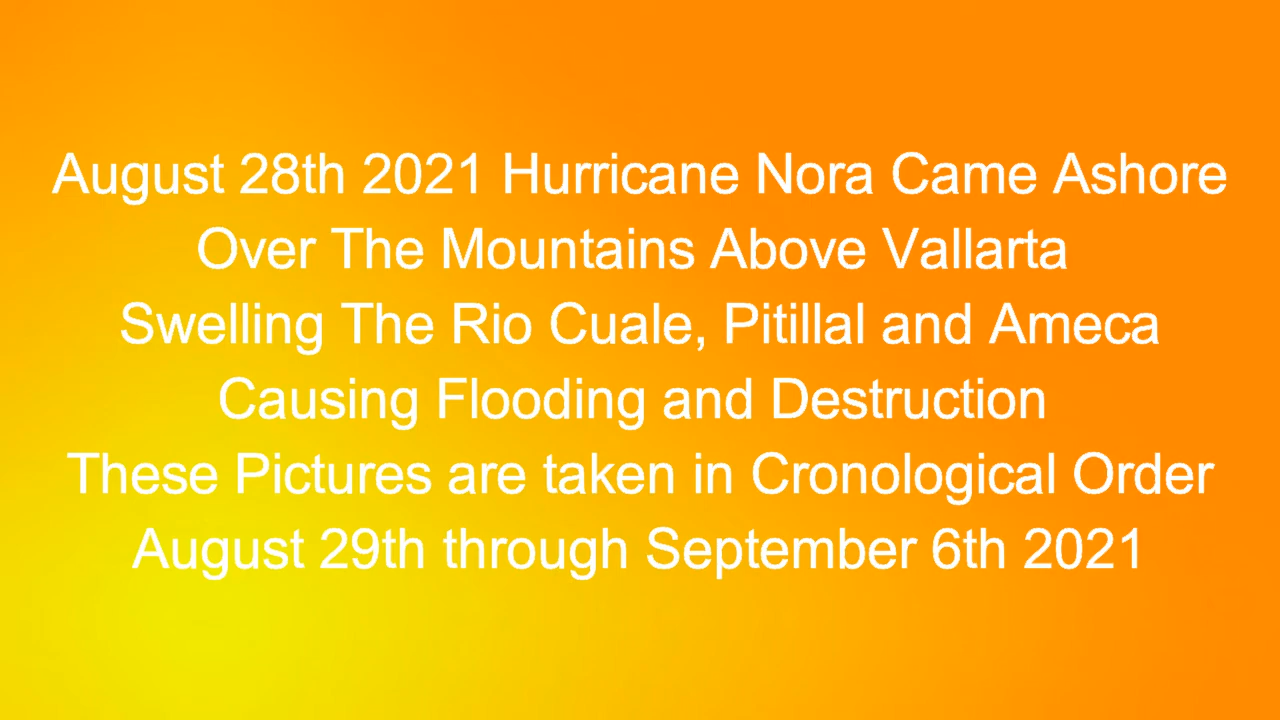 August 28th 2021 Hurricane Nora Came Ashore
Over The Mountains Above Vallarta
Swelling The Rio Cuale, Pitillal and Ameca
Causing Flooding and Destruction
These Pictures are taken in Cronological Order
August 29th through September 6th 2021